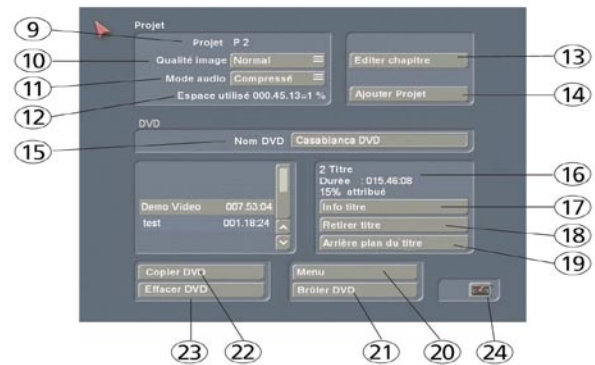 Projet
9 Projet P 2
10 Qualité image Normal
11 Mode audio Compressé
12 Espace utilisé 000.45.13=1 %
Editer chapitre 13
Ajouter Projet 14
DVD
15 Nom DVD Casablanca DVD
2 Titre 16
Durée : 015.46:08
15% attribué
Demo Video 007.53:04
test 001.18:24
Info titre 17
Retirer titre 18
Arrière plan du titre 19
Copier DVD
Effacer DVD
Menu
Brûler DVD
23 22 21 20 24